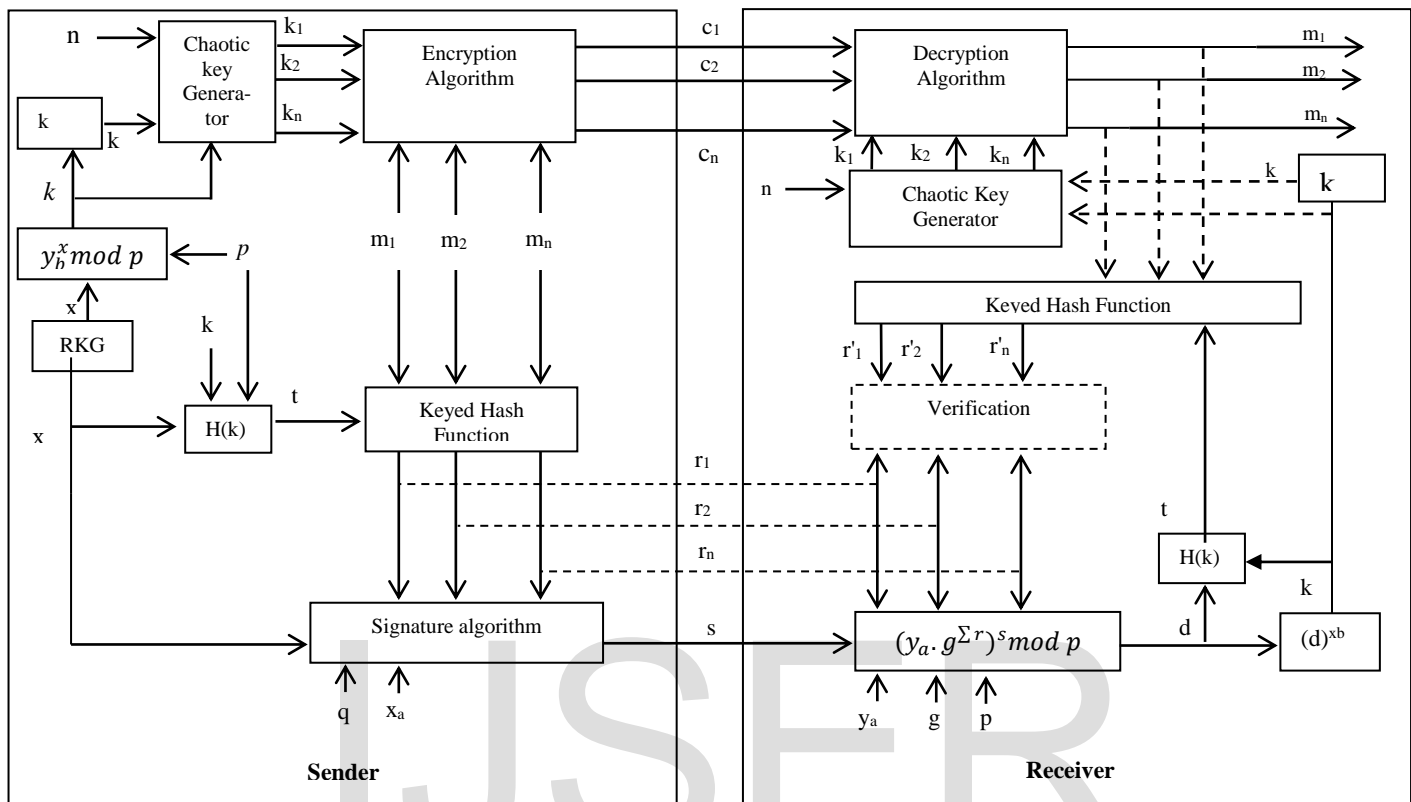 n
Chaotic
key
Genera-
tor
k₁
k₂
kₙ
k
k
k
Encryption
Algorithm
c₁
c₂
cₙ
Decryption
Algorithm
m₁
m₂
mₙ
k₁
k₂
kₙ
n
Chaotic Key
Generator
k
k
y_b^x mod p
p
x
RKG
k
x
H(k)
t
m₁
m₂
mₙ
Keyed Hash
Function
r₁
r₂
rₙ
Signature algorithm
q
xₐ
s
Sender
Keyed Hash Function
r'₁
r'₂
r'ₙ
Verification
t
H(k)
k
d
(yₐ. g^{Σ r})^s mod p
(d)^{xb}
yₐ
g
p
Receiver
IJSER